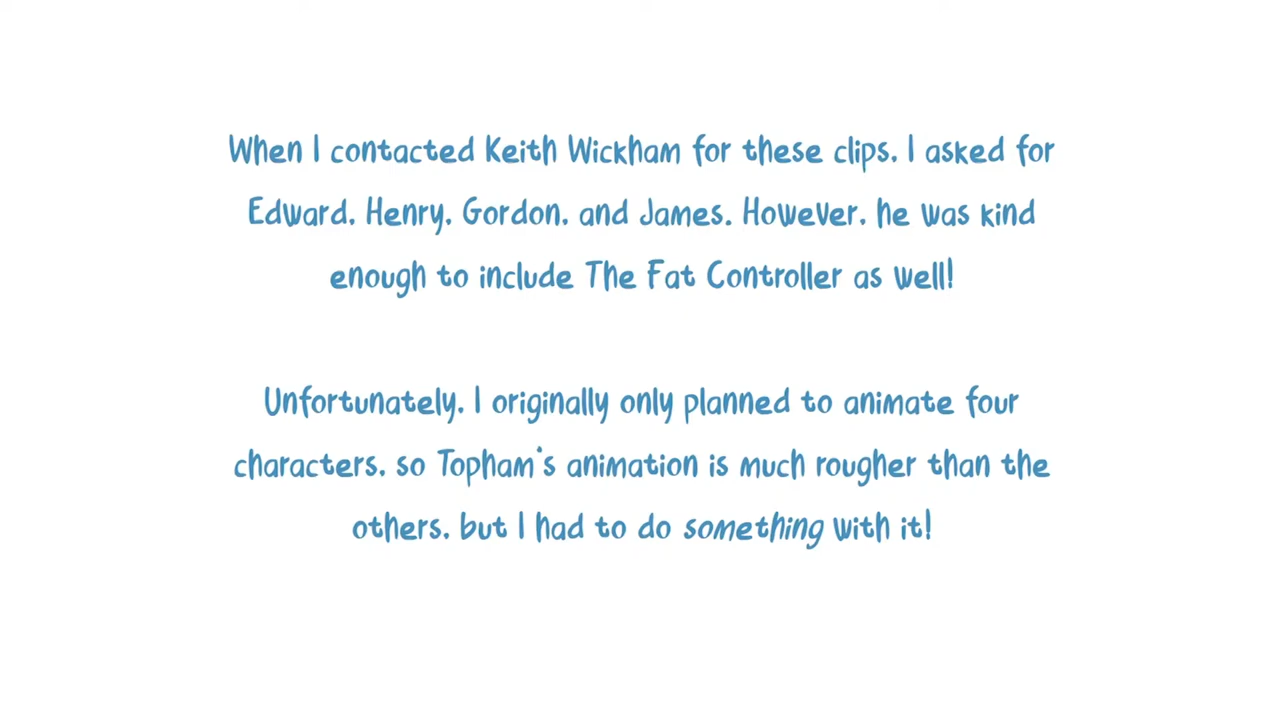 When I contacted Keith Wickham for these clips, I asked for
Edward, Henry, Gordon, and James. However, he was kind
enough to include The Fat Controller as well!
Unfortunately, I originally only planned to animate four
characters, so Topham's animation is much rougher than the
others, but I had to do something with it!